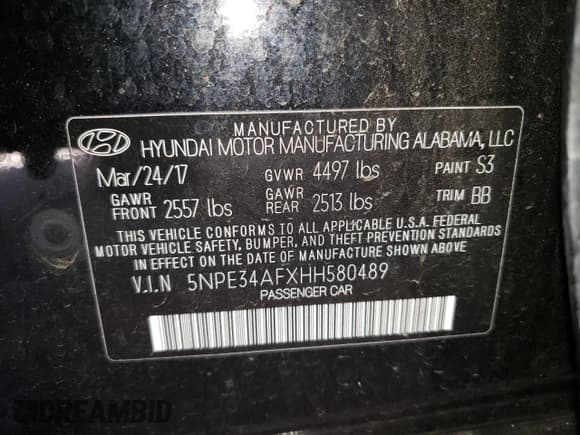 MANUFACTURED BY
HYUNDAI MOTOR MANUFACTURING ALABAMA, LLC
Mar/24/17 GVWR 4497 lbs PAINT S3
GAWR FRONT 2557 lbs GAWR REAR 2513 lbs TRIM BB
THIS VEHICLE CONFORMS TO ALL APPLICABLE U.S.A. FEDERAL
MOTOR VEHICLE SAFETY, BUMPER, AND THEFT PREVENTION STANDARDS
IN EFFECT ON THE DATE OF MANUFACTURE SHOWN ABOVE.
V.I.N 5NPE34AFXHH580489
PASSENGER CAR
DREAMBID